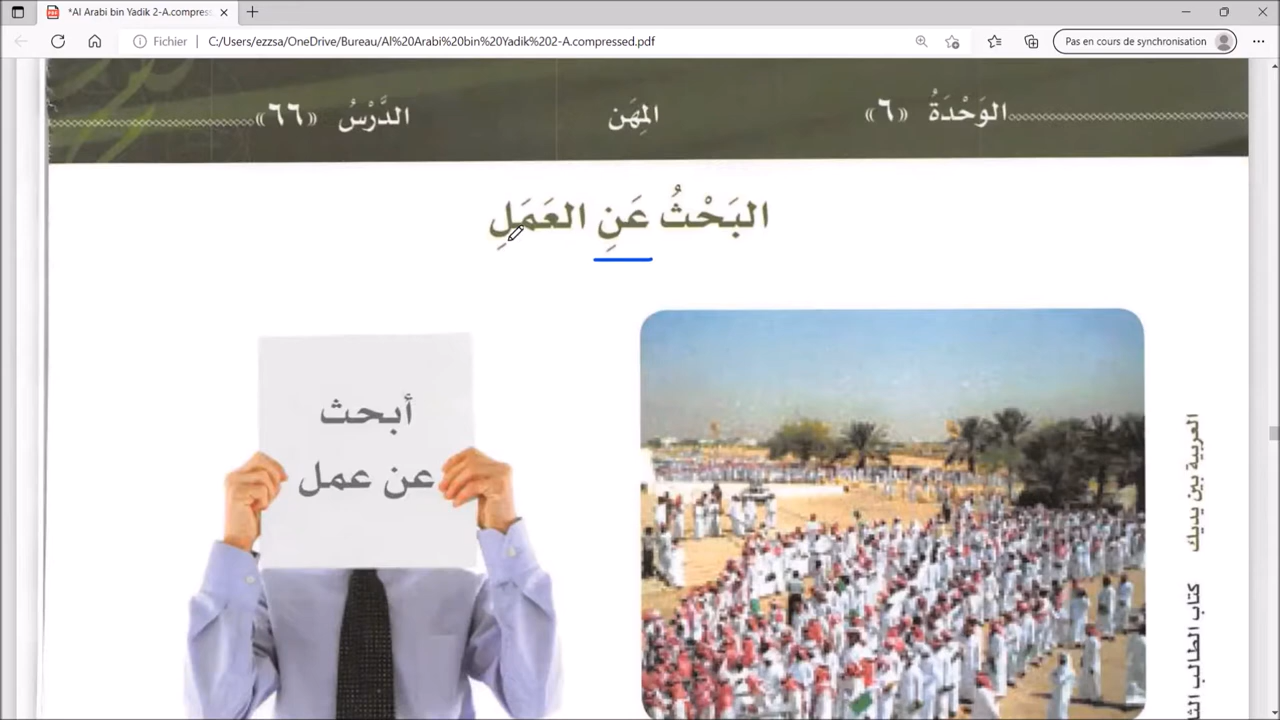 *Al Arabi bin Yadik 2-A.compress
Fichier
C:/Users/ezzsa/OneDrive/Bureau/Al%20Arabi%20bin%20Yadik%202-A.compressed.pdf
Pas en cours de synchronisation
الوَحْدَةُ «٦»
المِهَن
الدَّرْسُ «٦٦»
البَحْثُ عَنِ العَمَلِ
أبحث
عن عمل
العربية بين يديك
كتاب الطالب